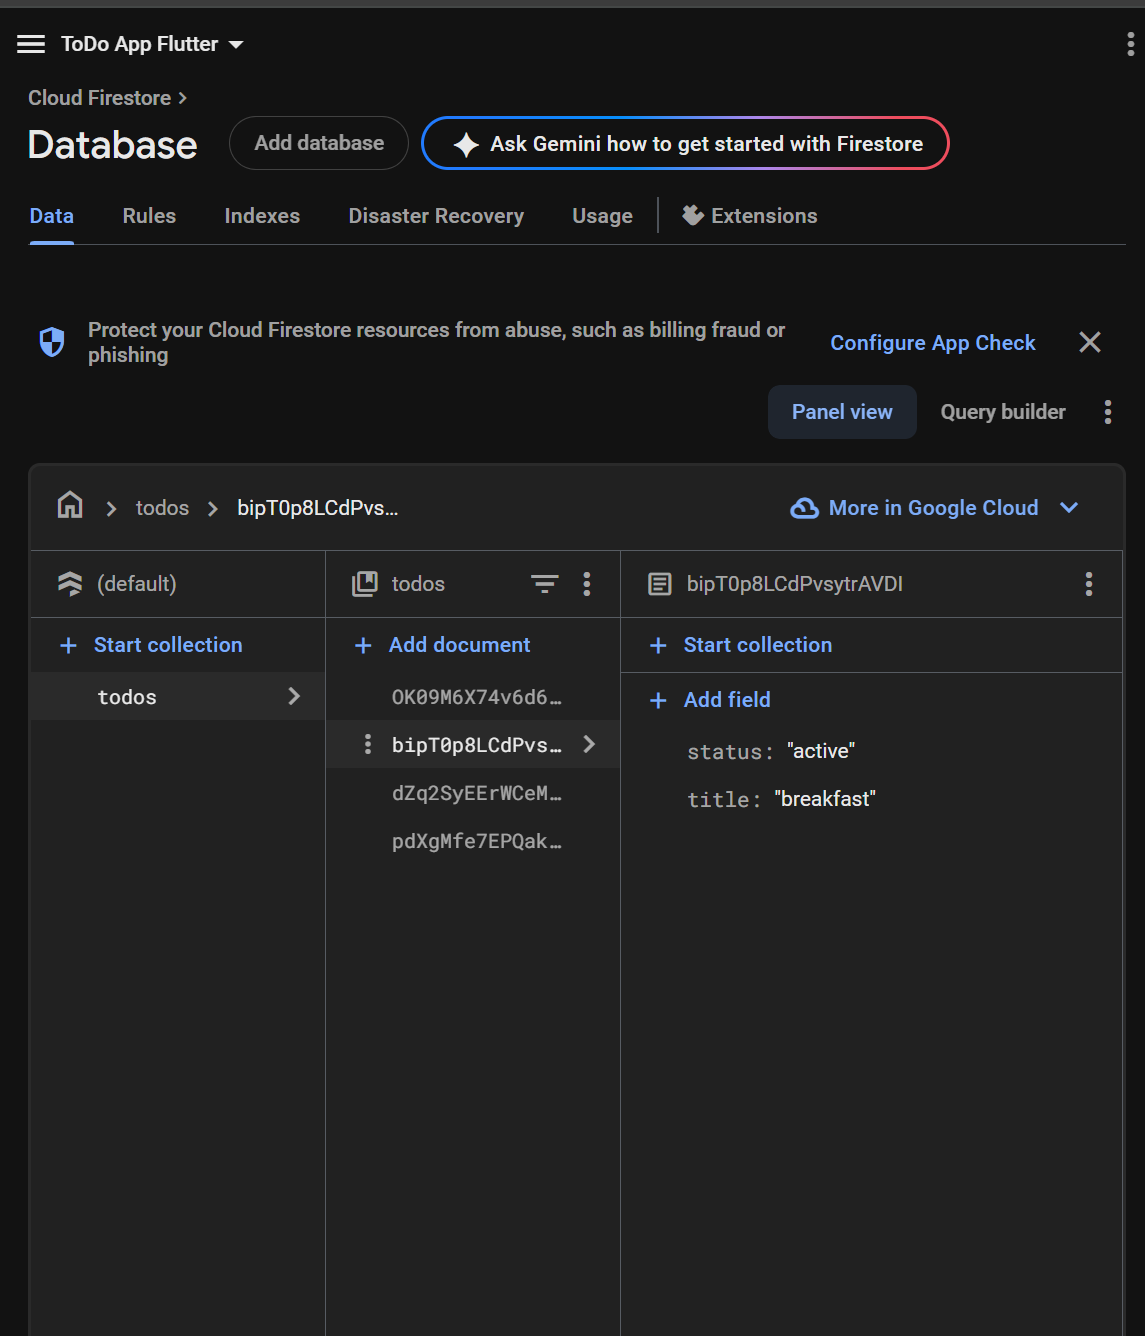 ToDo App Flutter
Cloud Firestore
Database
Add database
Ask Gemini how to get started with Firestore
Data
Rules
Indexes
Disaster Recovery
Usage
Extensions
Protect your Cloud Firestore resources from abuse, such as billing fraud or
phishing
Configure App Check
Panel view
Query builder
todos
bipT0p8LCdPvs...
More in Google Cloud
(default)
todos
bipT0p8LCdPvsytrAVDI
+ Start collection
+ Add document
+ Start collection
todos
OK09M6X74v6d6…
bipT0p8LCdPvs…
dZq2SyEErWCeM…
pdXgMfe7EPQak…
+ Add field
status: "active"
title: "breakfast"